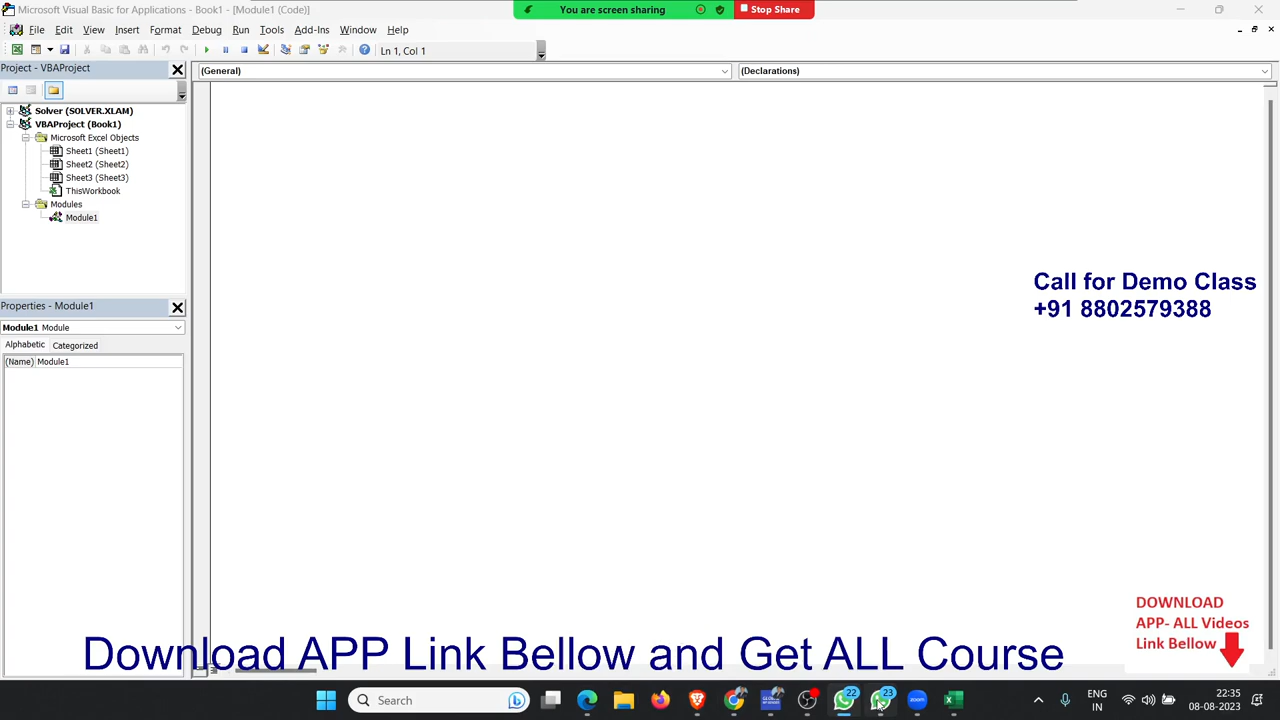 Microsoft Visual Basic for Applications - Book1 - [Module1 (Code)]
You are screen sharing
Stop Share
File Edit View Insert Format Debug Run Tools Add-Ins Window Help
Ln 1, Col 1
Project - VBAProject
(General)
(Declarations)
Solver (SOLVER.XLAM)
VBAProject (Book1)
Microsoft Excel Objects
Sheet1 (Sheet1)
Sheet2 (Sheet2)
Sheet3 (Sheet3)
ThisWorkbook
Modules
Module1
Call for Demo Class
+91 8802579388
Properties - Module1
Module1 Module
Alphabetic Categorized
(Name) Module1
DOWNLOAD
APP- ALL Videos
Link Bellow
Download APP Link Bellow and Get ALL Course
Search
22
23
zoom
ENG
IN
22:35
08-08-2023